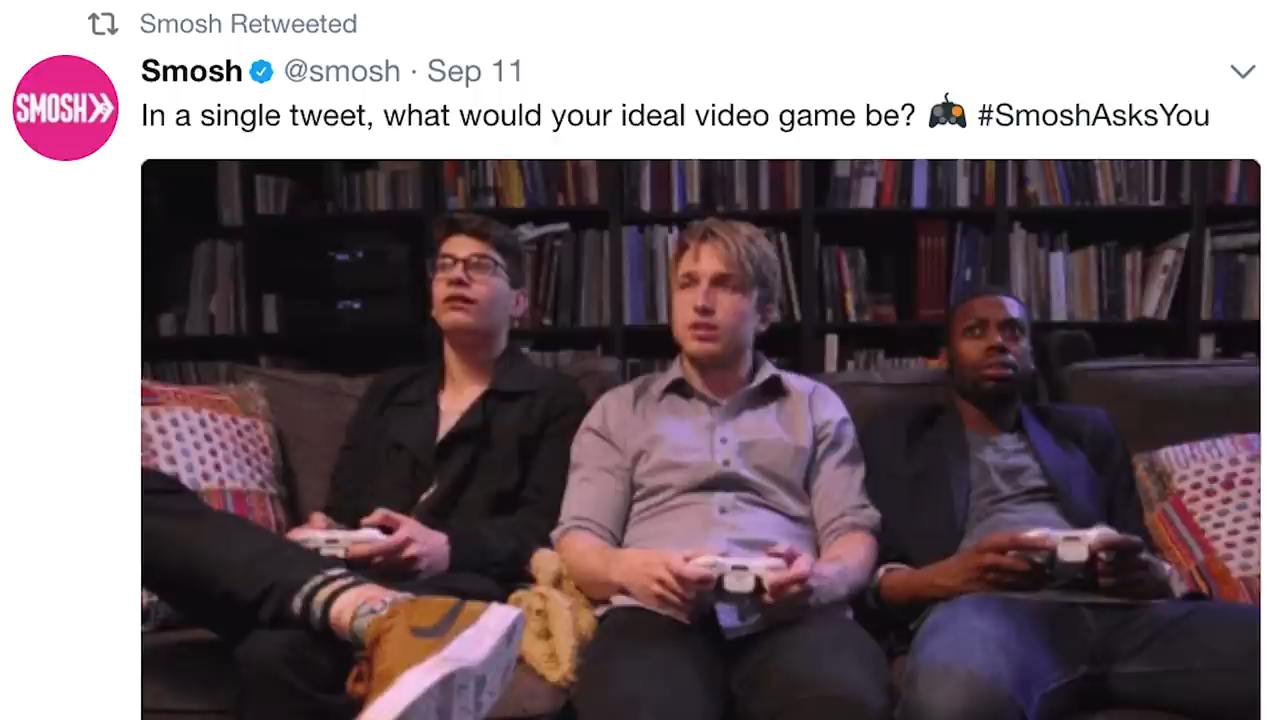 Smosh Retweeted
Smosh @smosh · Sep 11
SMOSH
In a single tweet, what would your ideal video game be? 🎮 #SmoshAsksYou